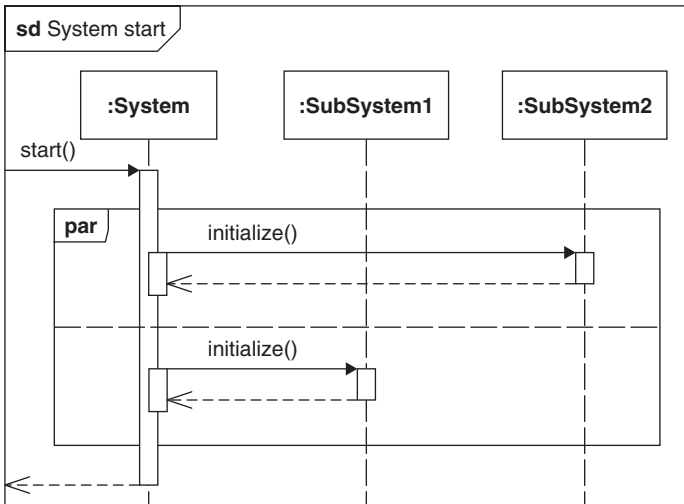 sd System start
:System
:SubSystem1
:SubSystem2
start()
par
initialize()
initialize()